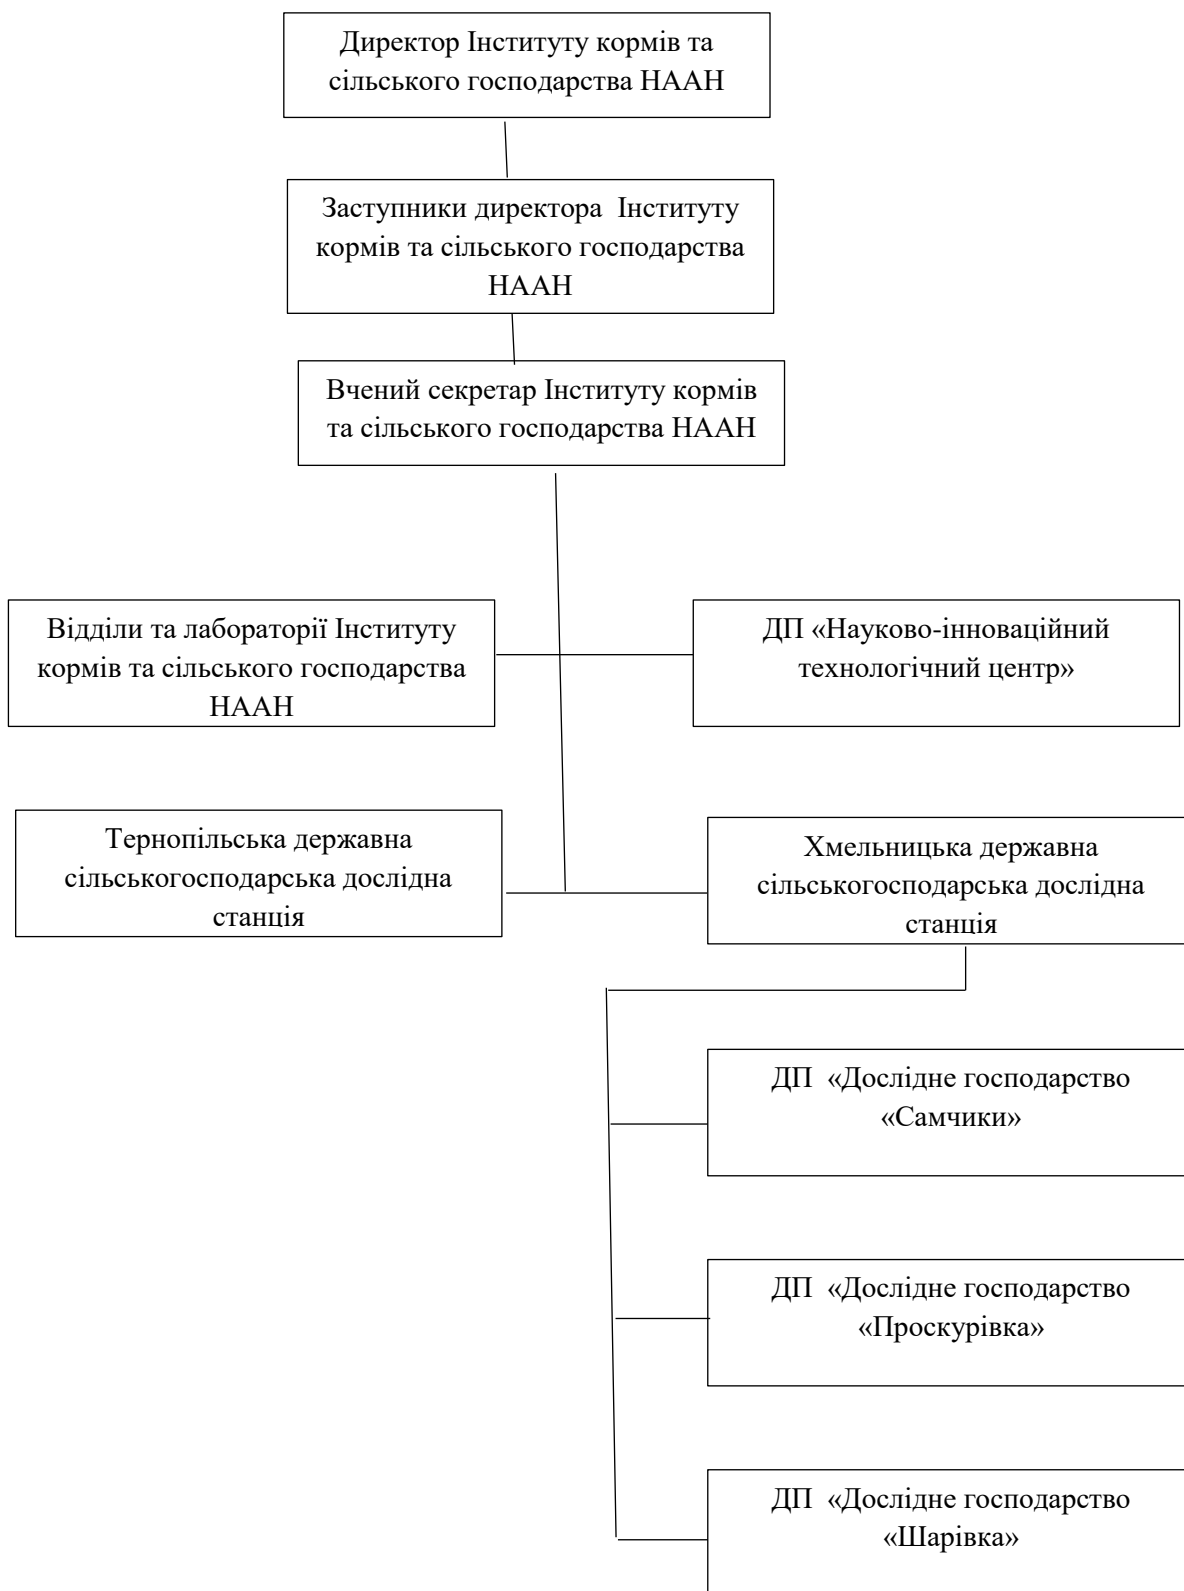 Директор Інституту кормів та
сільського господарства НААН
Заступники директора  Інституту
кормів та сільського господарства
НААН
Вчений секретар Інституту кормів
та сільського господарства НААН
Відділи та лабораторії Інституту
кормів та сільського господарства
НААН
ДП «Науково-інноваційний
технологічний центр»
Тернопільська державна
сільськогосподарська дослідна
станція
Хмельницька державна
сільськогосподарська дослідна
станція
ДП  «Дослідне господарство
«Самчики»
ДП  «Дослідне господарство
«Проскурівка»
ДП  «Дослідне господарство
«Шарівка»